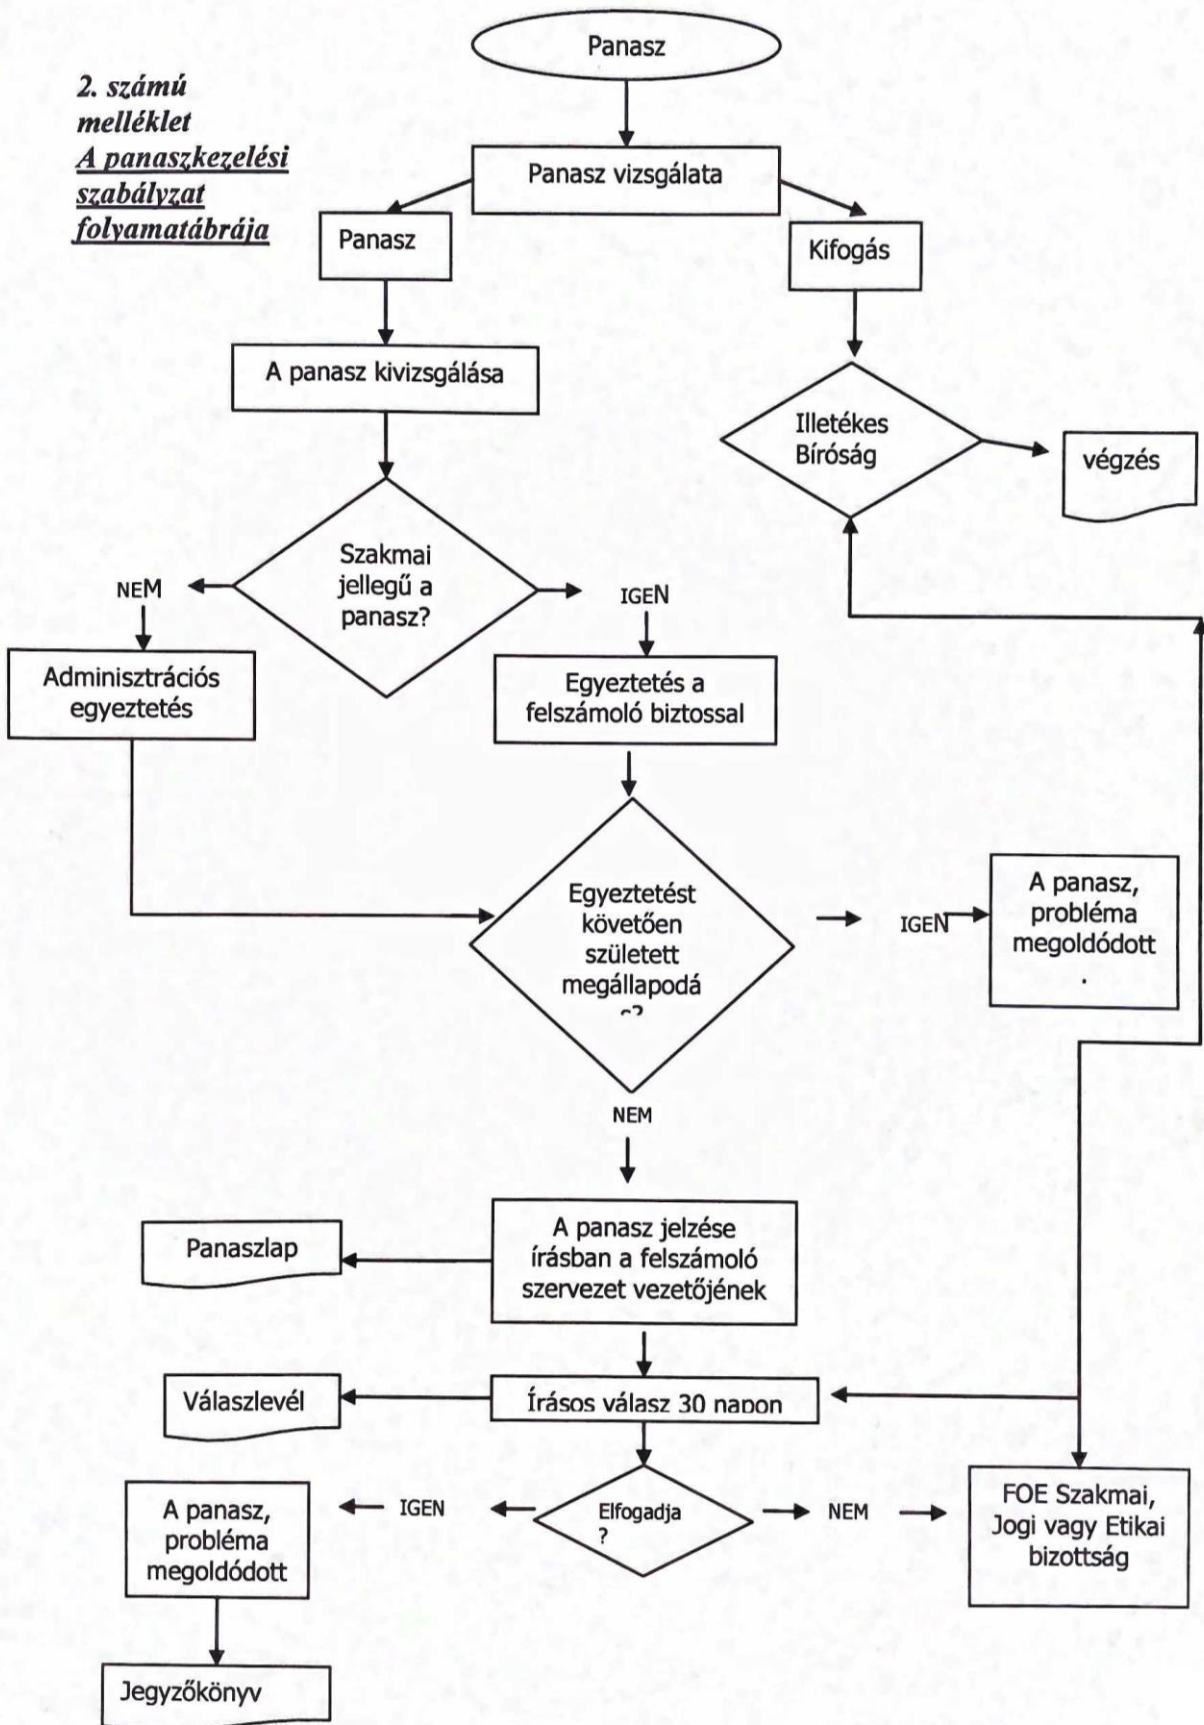 Panasz
2. számú
melléklet
A panaszkezelési
szabályzat
folyamatábrája
Panasz vizsgálata
Panasz
Kifogás
A panasz kivizsgálása
Illetékes
Bíróság
végzés
Szakmai
jellegű a
panasz?
NEM
IGEN
Adminisztrációs
egyeztetés
Egyeztetés a
felszámoló biztossal
Egyeztetést
követően
született
megállapodá
s?
IGEN
A panasz,
probléma
megoldódott
.
NEM
A panasz jelzése
írásban a felszámoló
szervezet vezetőjének
Panaszlap
Válaszlevél
Írásos válasz 30 napon
A panasz,
probléma
megoldódott
IGEN
Elfogadja
?
NEM
FOE Szakmai,
Jogi vagy Etikai
bizottság
Jegyzőkönyv